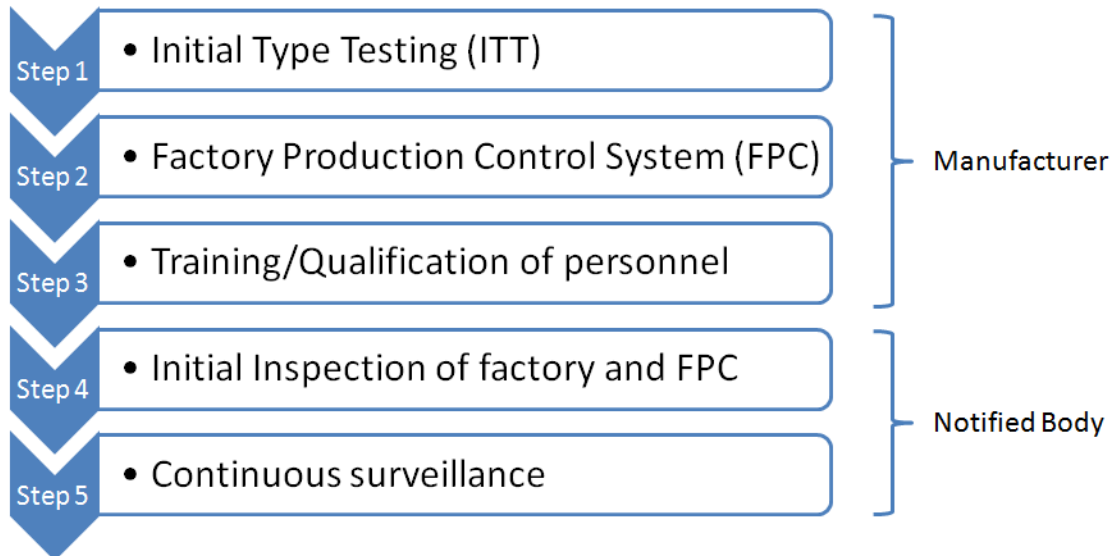 Step 1
• Initial Type Testing (ITT)
Step 2
• Factory Production Control System (FPC)
Step 3
• Training/Qualification of personnel
Manufacturer
Step 4
• Initial Inspection of factory and FPC
Step 5
• Continuous surveillance
Notified Body